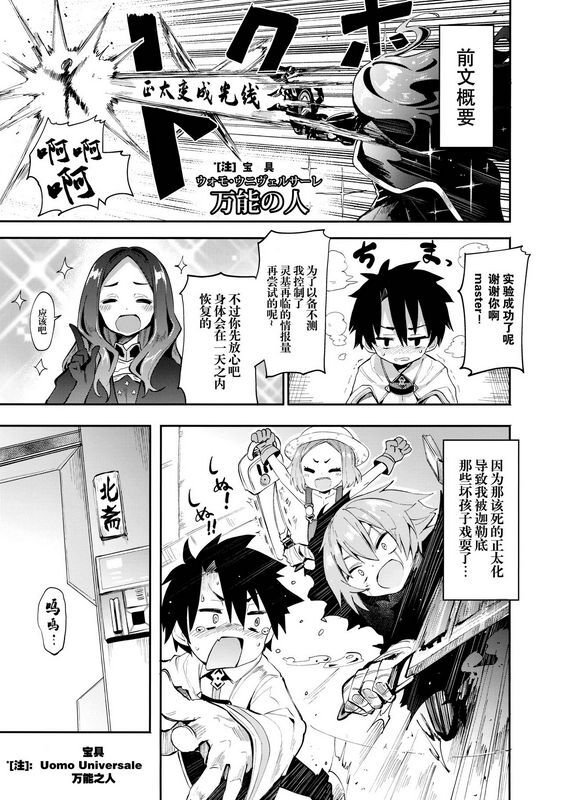 前文概要
ドクオ
正太变成光线
啊啊
啊
*[注] 宝 具
ウォモ・ウニヴェルサーレ
万能の人
实验成功了呢
谢谢你啊
master!
为了以备不测
我控制了
灵基再临的情报量
再尝试的呢~
不过你先放心吧
身体会在一天之内
恢复的
应该吧
因为那该死的正太化
导致我被迦勒底
那些坏孩子戏耍了…
しぬ!!
しぬ!!
北斋
呜
呜…
宝具
*[注]: Uomo Universale
万能之人